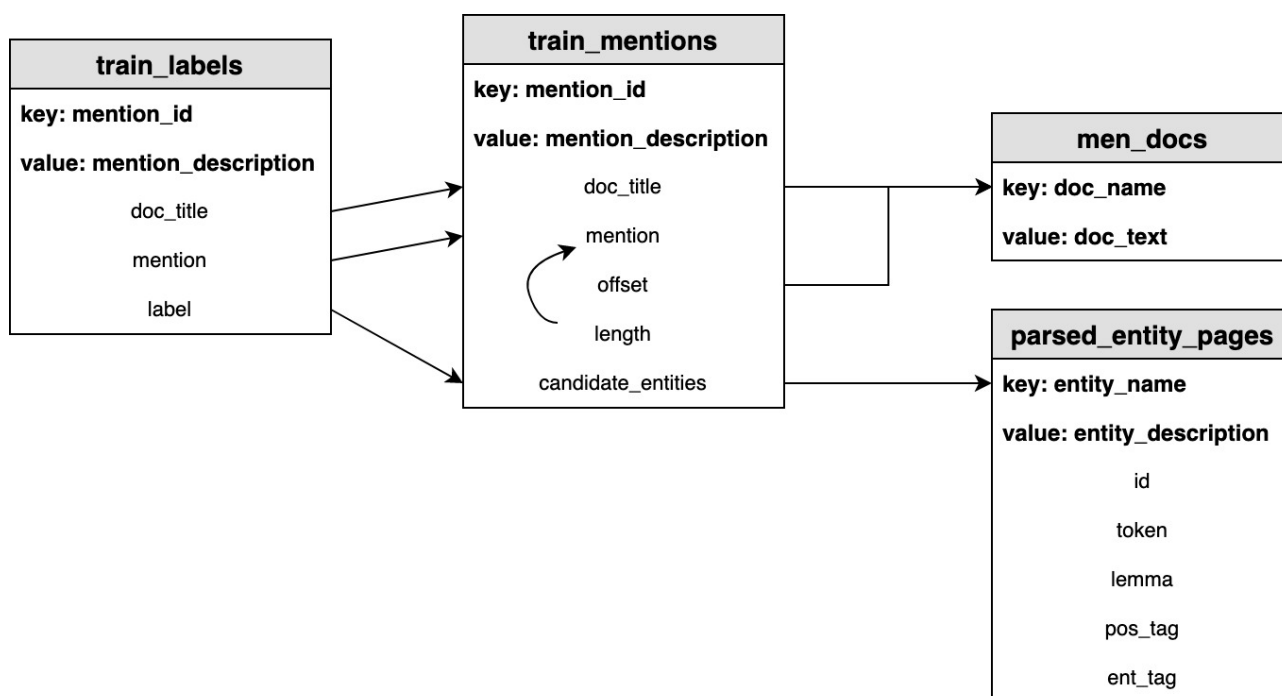 train_labels
key: mention_id
value: mention_description
doc_title
mention
label
train_mentions
key: mention_id
value: mention_description
doc_title
mention
offset
length
candidate_entities
men_docs
key: doc_name
value: doc_text
parsed_entity_pages
key: entity_name
value: entity_description
id
token
lemma
pos_tag
ent_tag